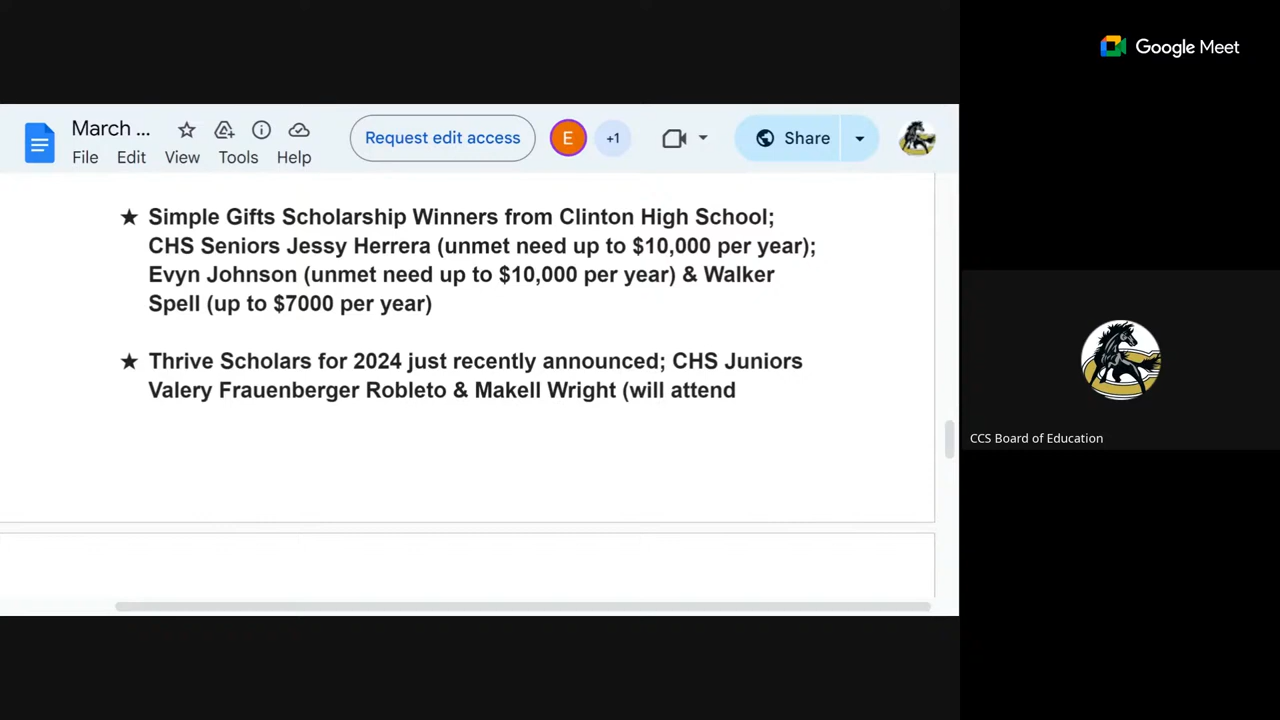 Google Meet
March ...
Request edit access
E
+1
Share
File Edit View Tools Help
★ Simple Gifts Scholarship Winners from Clinton High School;
CHS Seniors Jessy Herrera (unmet need up to $10,000 per year);
Evyn Johnson (unmet need up to $10,000 per year) & Walker
Spell (up to $7000 per year)
★ Thrive Scholars for 2024 just recently announced; CHS Juniors
Valery Frauenberger Robleto & Makell Wright (will attend
CCS Board of Education